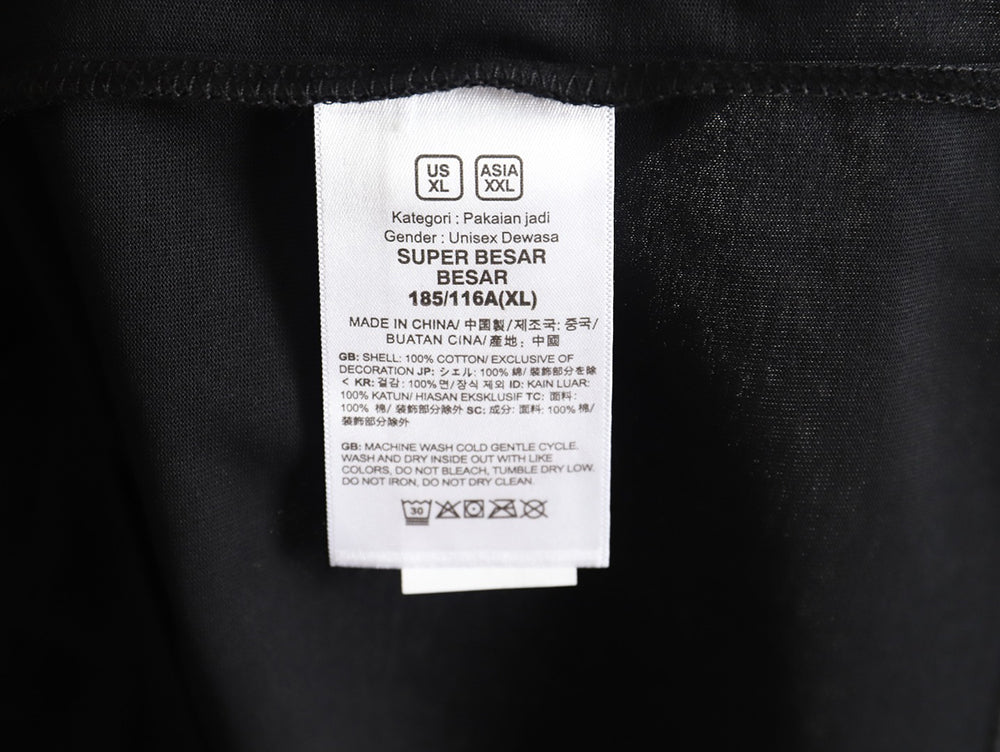 US
XL
ASIA
XXL
Kategori : Pakaian jadi
Gender : Unisex Dewasa
SUPER BESAR
BESAR
185/116A(XL)
MADE IN CHINA/ 中国製/제조국: 중국/
BUATAN CINA/產地: 中國
GB: SHELL: 100% COTTON/ EXCLUSIVE OF
DECORATION JP: シェル: 100% 綿/ 装飾部分を除
く KR: 겉감: 100% 면/장식 제외 ID: KAIN LUAR:
100% KATUN/ HIASAN EKSKLUSIF TC: 面料:
100% 棉/ 裝飾部分除外 SC: 成分: 面料: 100% 棉/
装飾部分除外
GB: MACHINE WASH COLD GENTLE CYCLE.
WASH AND DRY INSIDE OUT WITH LIKE
COLORS, DO NOT BLEACH, TUMBLE DRY LOW.
DO NOT IRON, DO NOT DRY CLEAN.
30